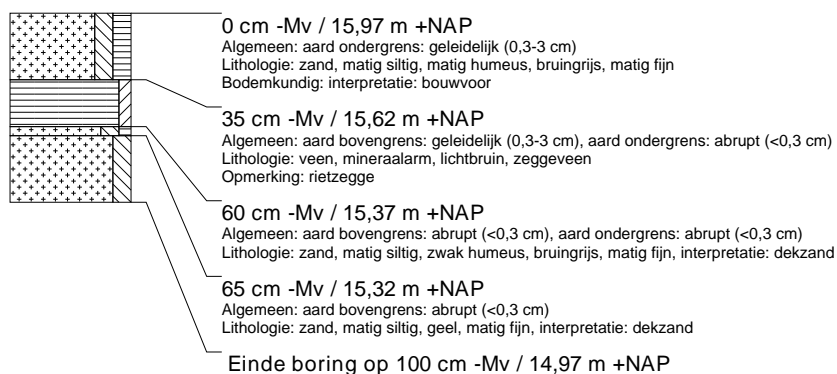 0 cm -Mv / 15,97 m +NAP
Algemeen: aard ondergrens: geleidelijk (0,3-3 cm)
Lithologie: zand, matig siltig, matig humeus, bruingrijs, matig fijn
Bodemkundig: interpretatie: bouwvoor
35 cm -Mv / 15,62 m +NAP
Algemeen: aard bovengrens: geleidelijk (0,3-3 cm), aard ondergrens: abrupt (<0,3 cm)
Lithologie: veen, mineraalarm, lichtbruin, zeggeveen
Opmerking: rietzegge
60 cm -Mv / 15,37 m +NAP
Algemeen: aard bovengrens: abrupt (<0,3 cm), aard ondergrens: abrupt (<0,3 cm)
Lithologie: zand, matig siltig, zwak humeus, bruingrijs, matig fijn, interpretatie: dekzand
65 cm -Mv / 15,32 m +NAP
Algemeen: aard bovengrens: abrupt (<0,3 cm)
Lithologie: zand, matig siltig, geel, matig fijn, interpretatie: dekzand
Einde boring op 100 cm -Mv / 14,97 m +NAP